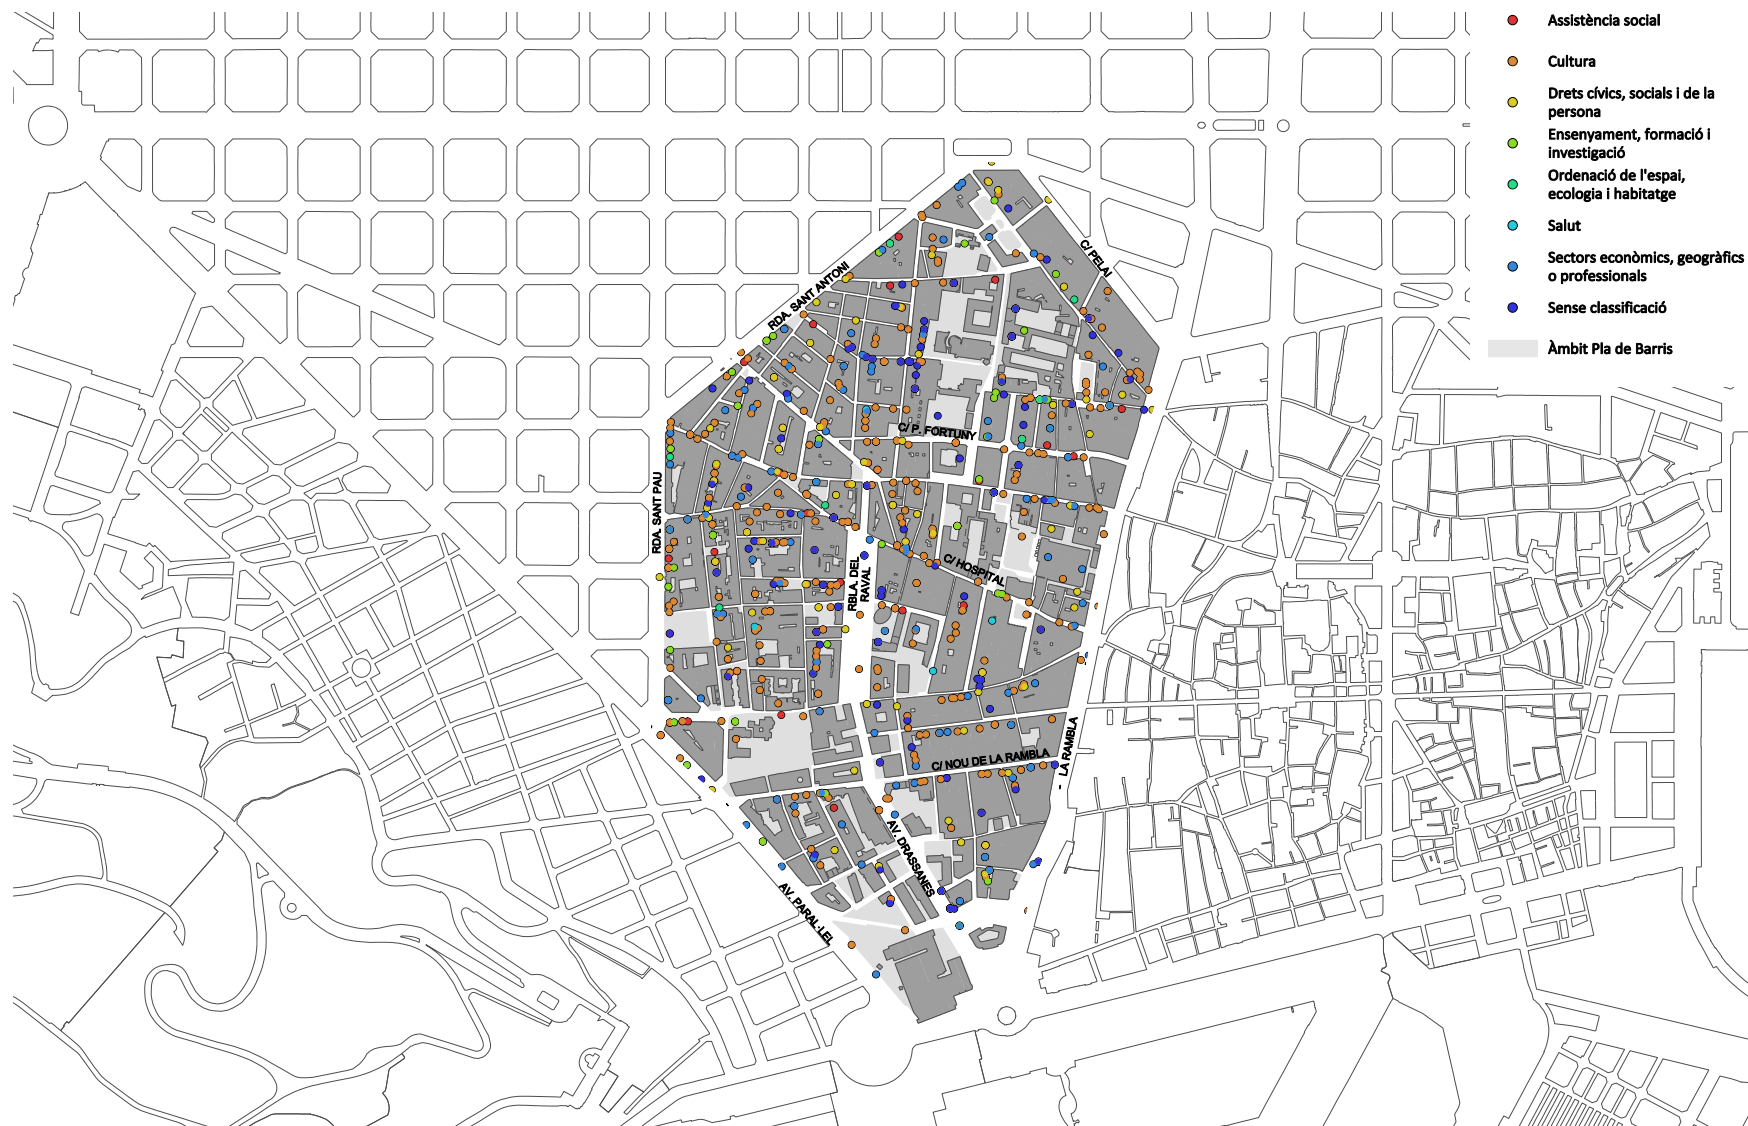 Assistència social
Cultura
Drets cívics, socials i de la
persona
Ensenyament, formació i
investigació
Ordenació de l'espai,
ecologia i habitatge
Salut
Sectors econòmics, geogràfics
o professionals
Sense classificació
Àmbit Pla de Barris
C/ PELAI
RDA. SANT ANTONI
C/ P. FORTUNY
RDA. SANT PAU
C/ HOSPITAL
RBLA. DEL
RAVAL
LA RAMBLA
C/ NOU DE LA RAMBLA
AV. DRASSANES
AV. PARAL·LEL